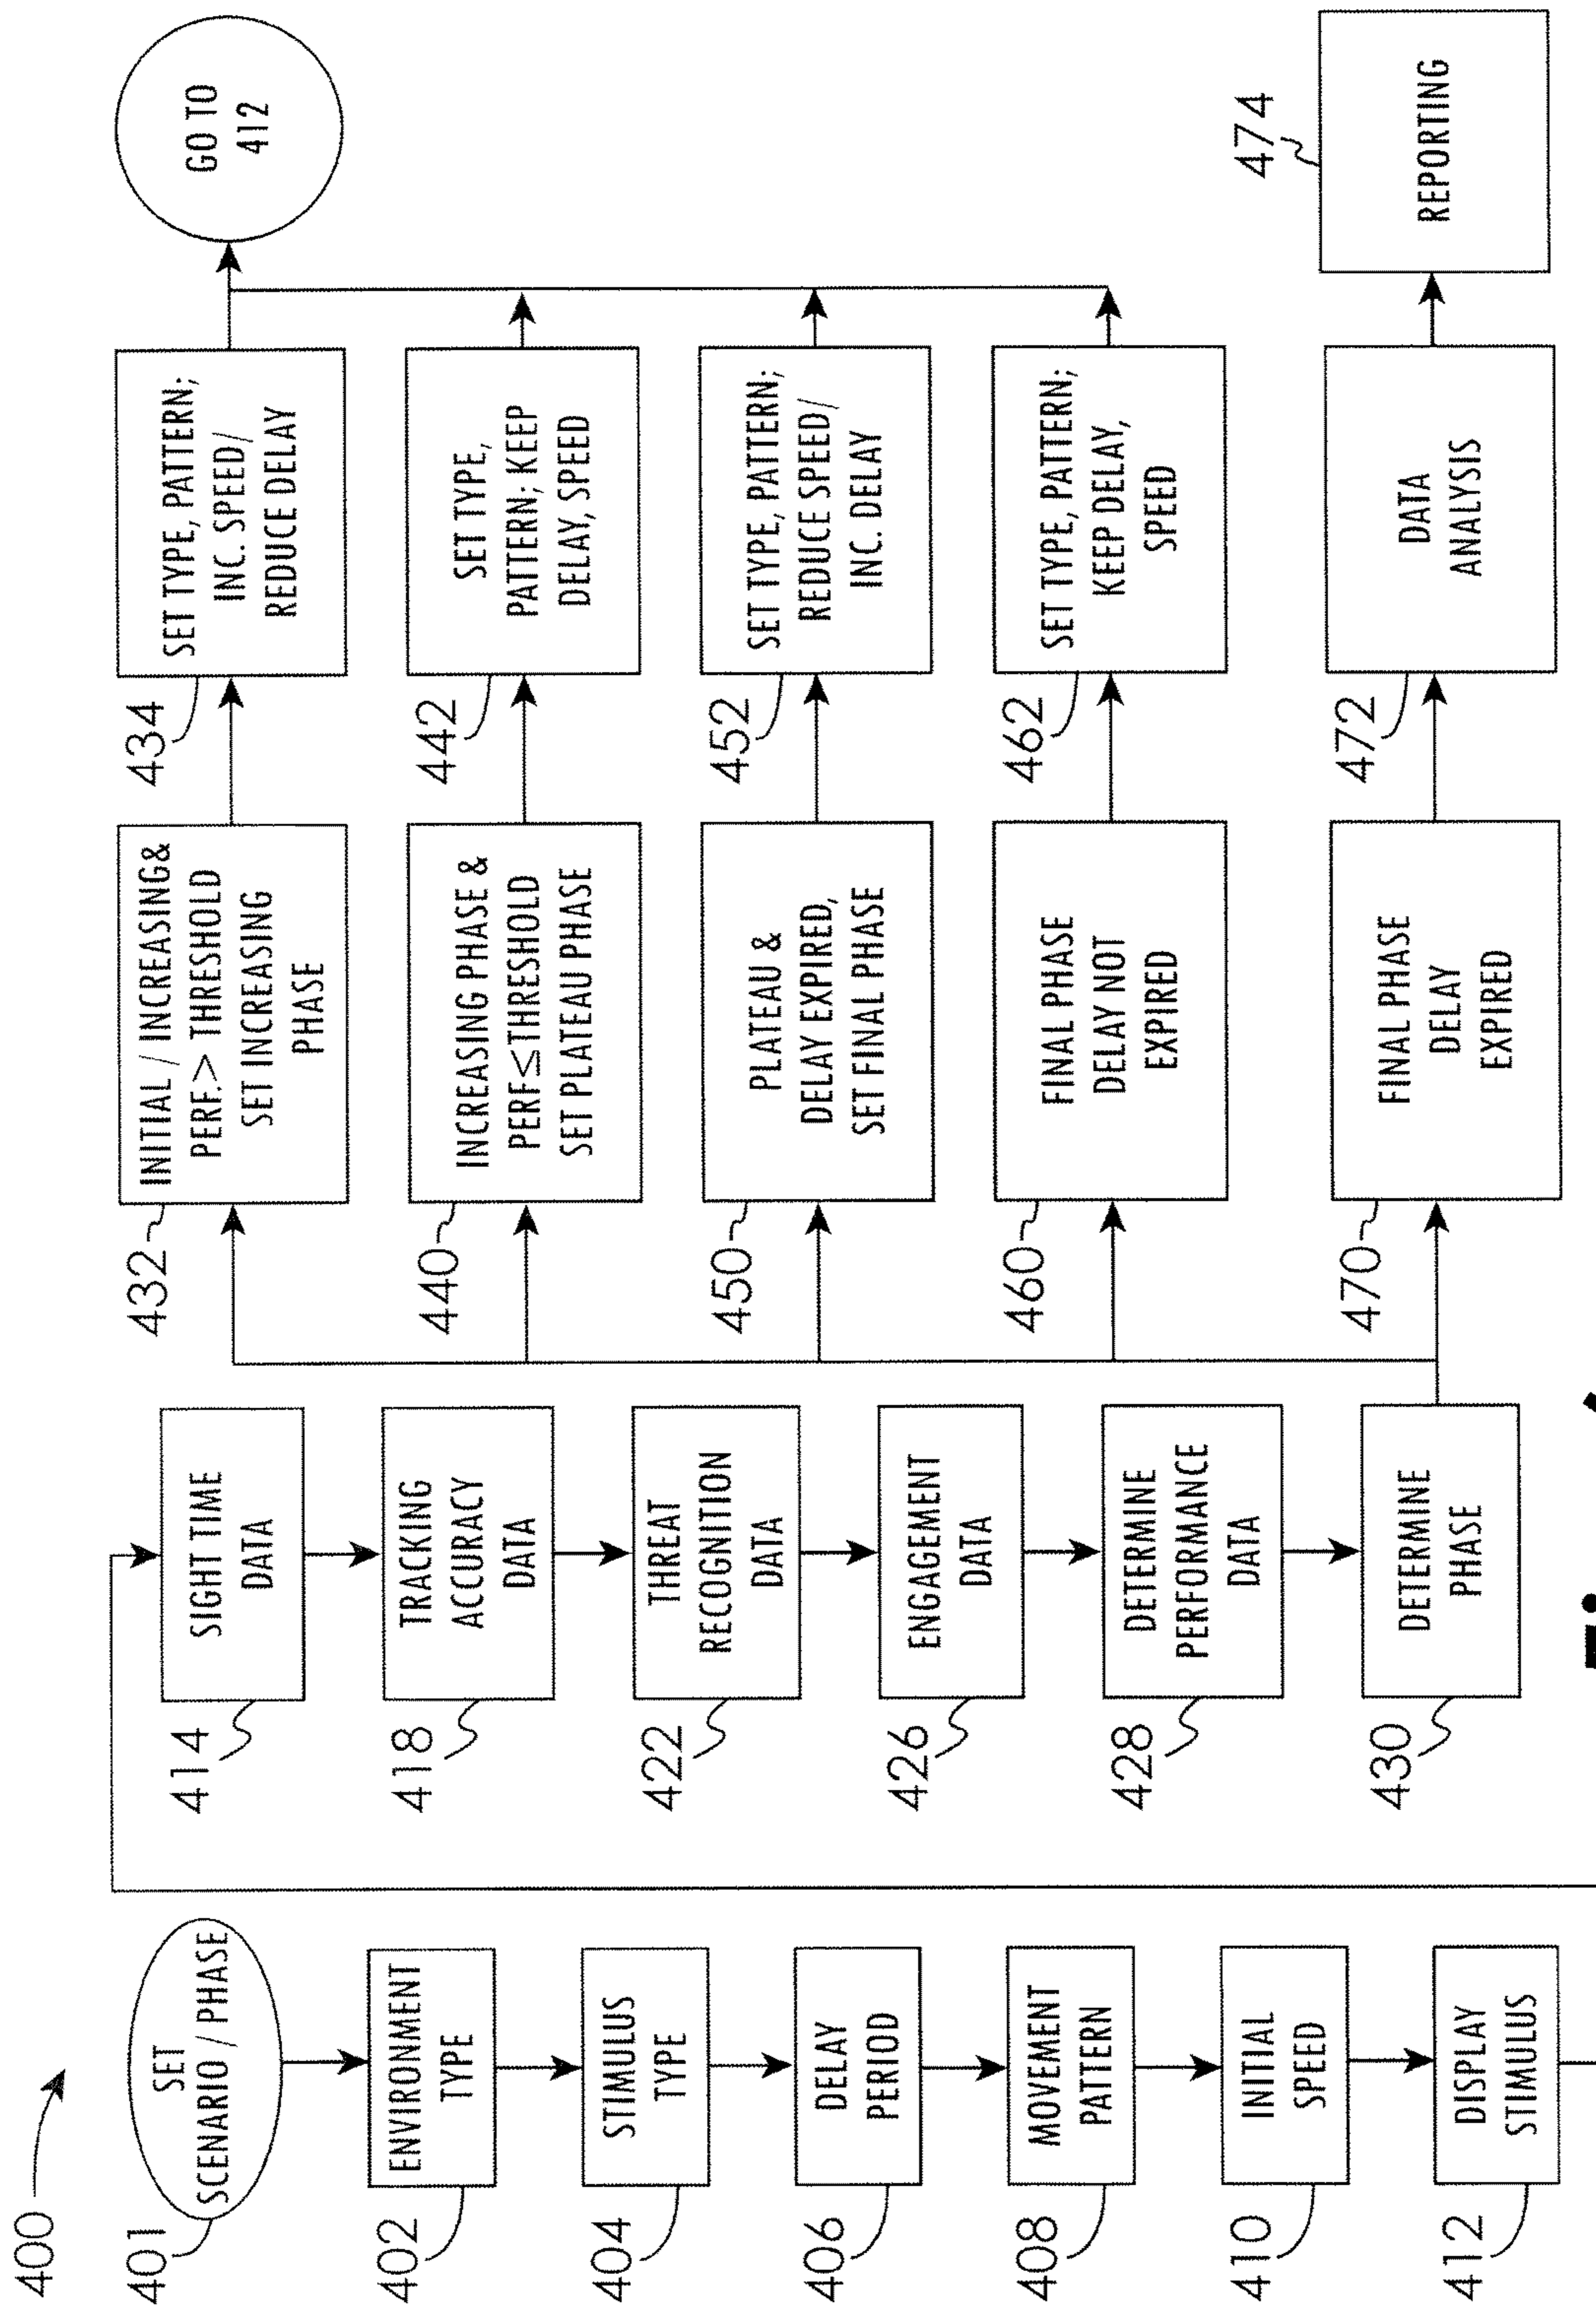 400
401
SET
SCENARIO / PHASE
402
ENVIRONMENT
TYPE
404
STIMULUS
TYPE
406
DELAY
PERIOD
408
MOVEMENT
PATTERN
410
INITIAL
SPEED
412
DISPLAY
STIMULUS
414
SIGHT TIME
DATA
418
TRACKING
ACCURACY
DATA
422
THREAT
RECOGNITION
DATA
426
ENGAGEMENT
DATA
428
DETERMINE
PERFORMANCE
DATA
430
DETERMINE
PHASE
432
INITIAL / INCREASING&
PERF.> THRESHOLD
SET INCREASING
PHASE
434
SET TYPE, PATTERN;
INC. SPEED/
REDUCE DELAY
GO TO
412
440
INCREASING PHASE &
PERF≤THRESHOLD
SET PLATEAU PHASE
442
SET TYPE,
PATTERN; KEEP
DELAY, SPEED
450
PLATEAU &
DELAY EXPIRED,
SET FINAL PHASE
452
SET TYPE, PATTERN;
REDUCE SPEED/
INC. DELAY
460
FINAL PHASE
DELAY NOT
EXPIRED
462
SET TYPE, PATTERN;
KEEP DELAY,
SPEED
470
FINAL PHASE
DELAY
EXPIRED
472
DATA
ANALYSIS
474
REPORTING